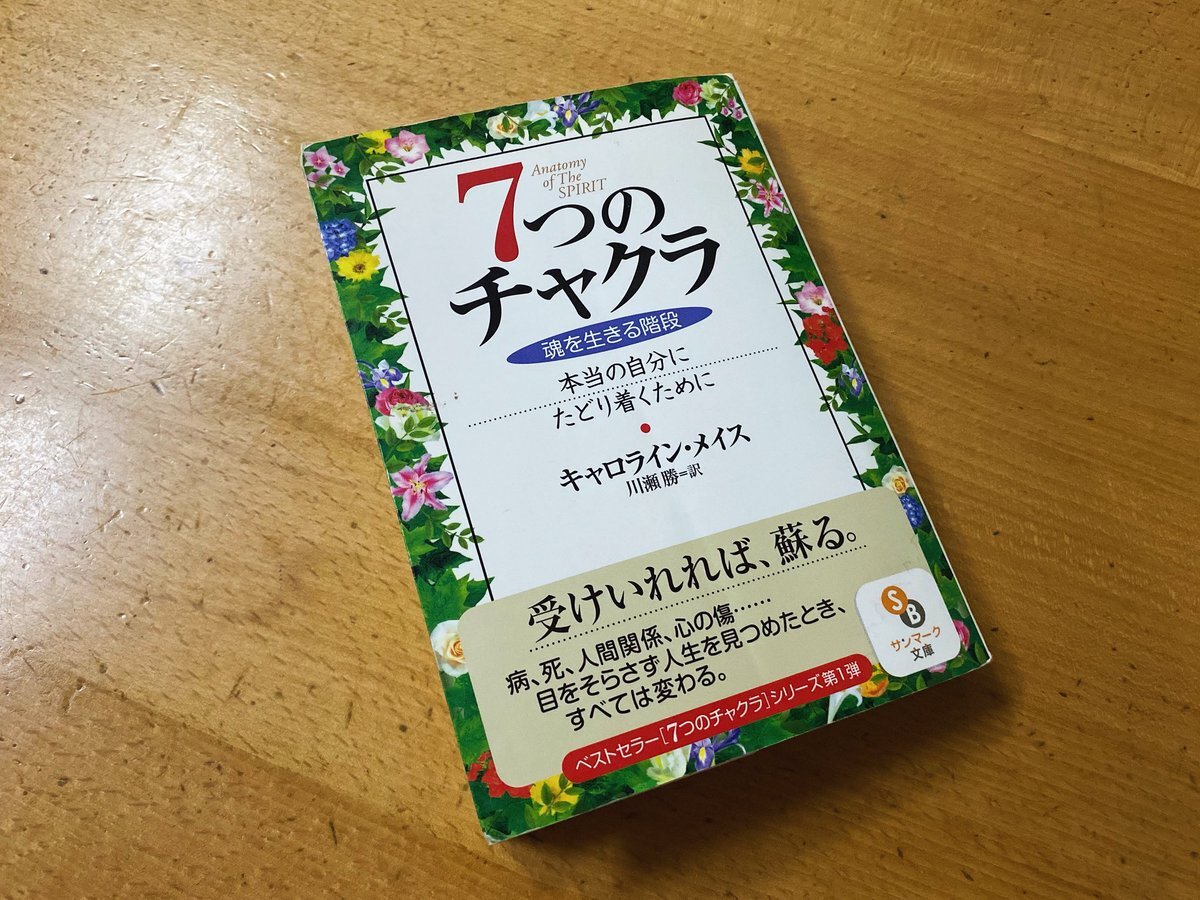 7つの
Anatomy
of The
SPIRIT
チャクラ
魂を生きる階段
本当の自分に
たどり着くために
キャロライン・メイス
川瀬 勝=訳
受けいれれば、蘇る。
病、死、人間関係、心の傷……
目をそらさず人生を見つめたとき、
すべては変わる。
ベストセラー[7つのチャクラ]シリーズ第1弾
SB
サンマーク
文庫